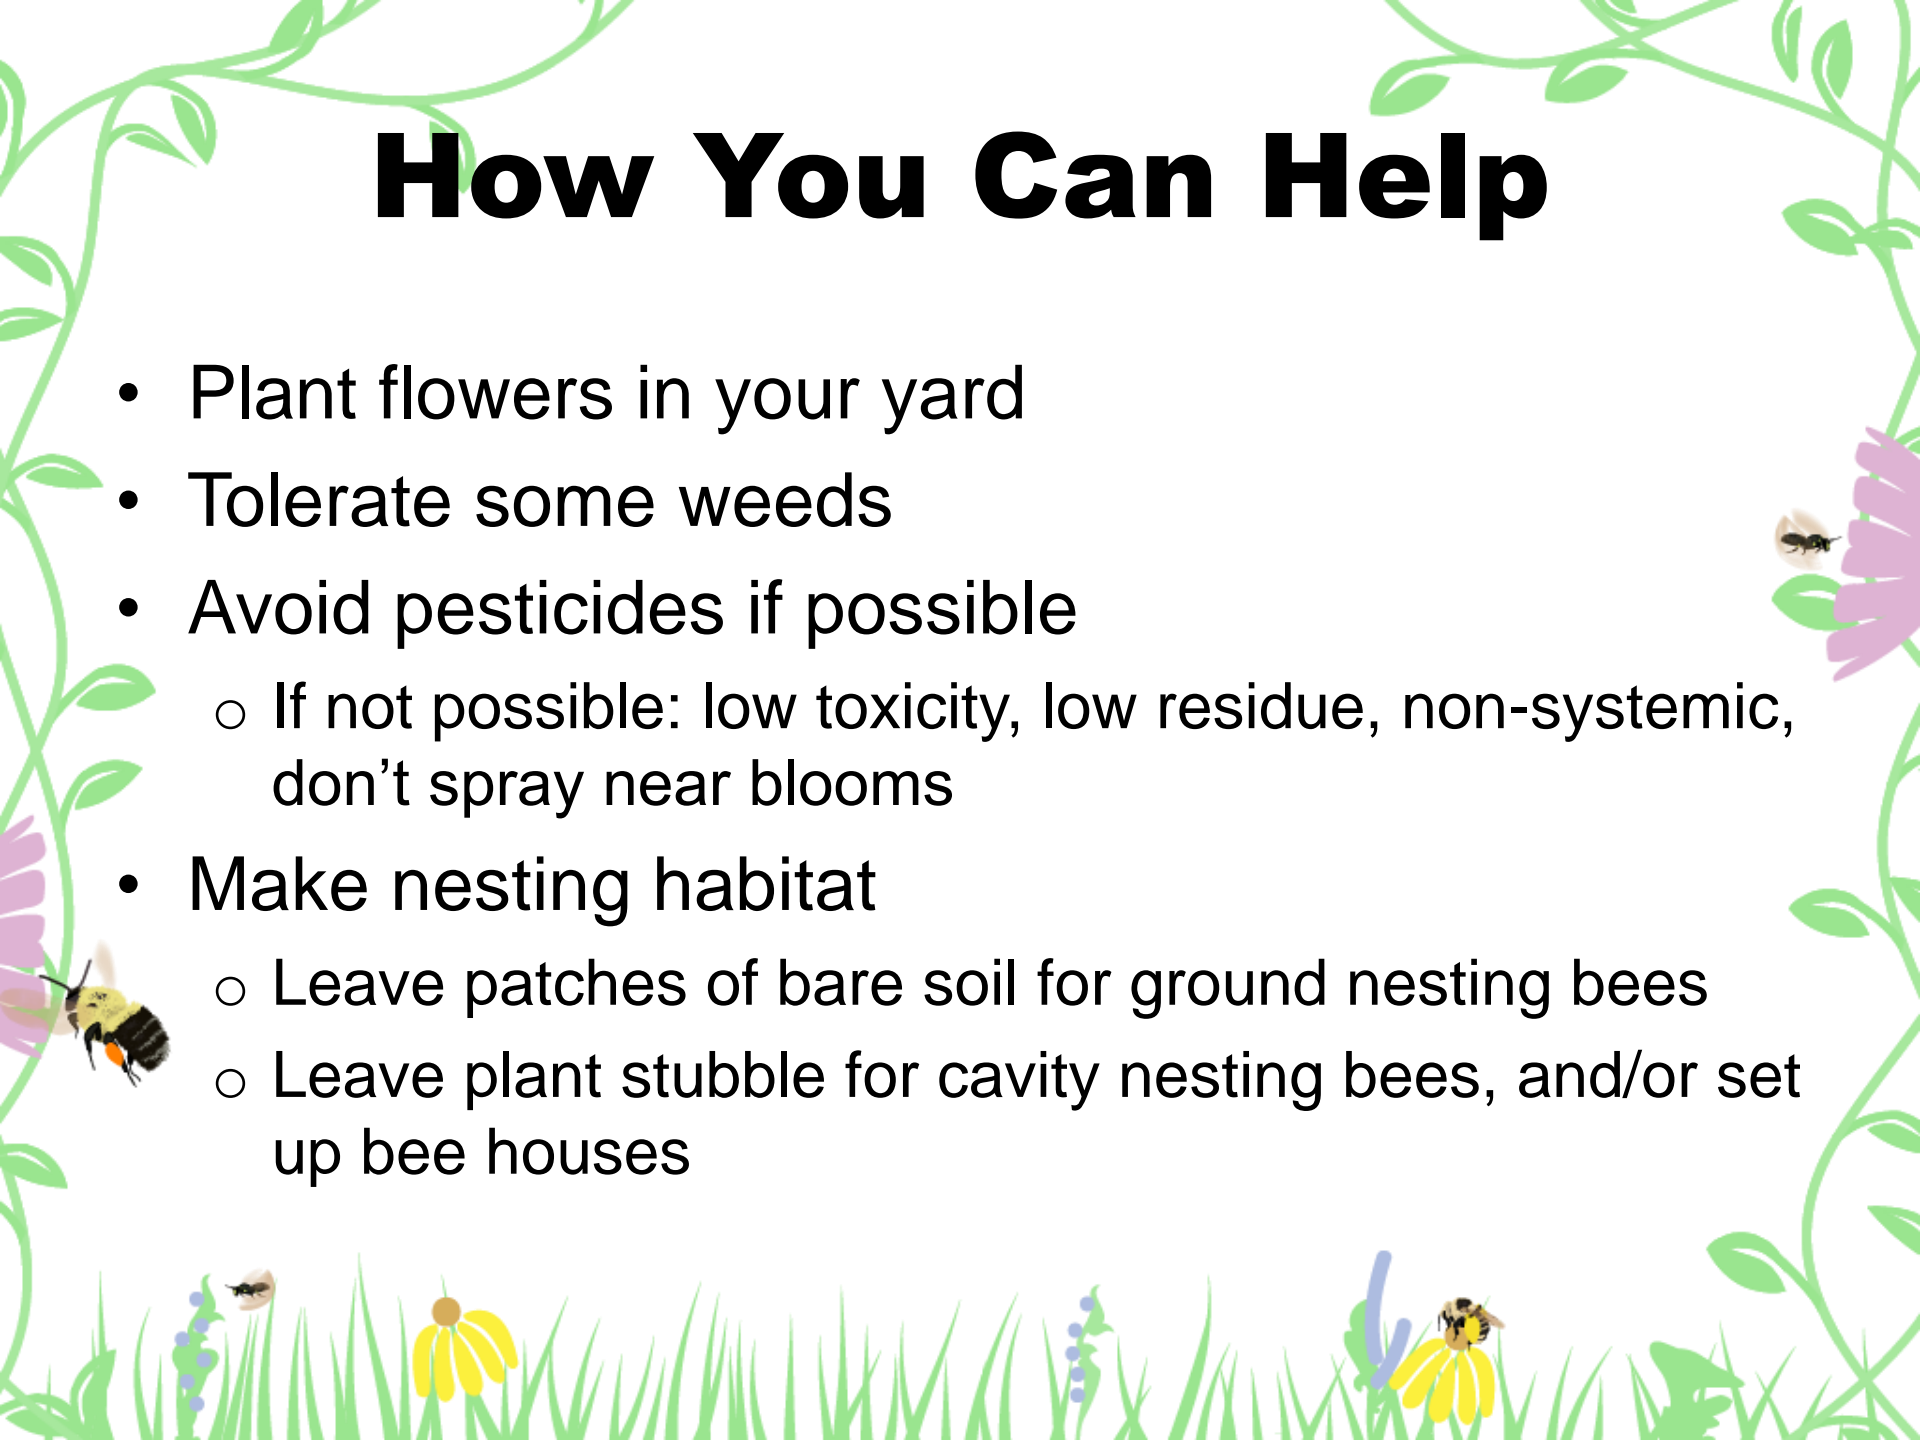 How You Can Help
• Plant flowers in your yard
• Tolerate some weeds
• Avoid pesticides if possible
o If not possible: low toxicity, low residue, non-systemic,
don’t spray near blooms
• Make nesting habitat
o Leave patches of bare soil for ground nesting bees
o Leave plant stubble for cavity nesting bees, and/or set
up bee houses